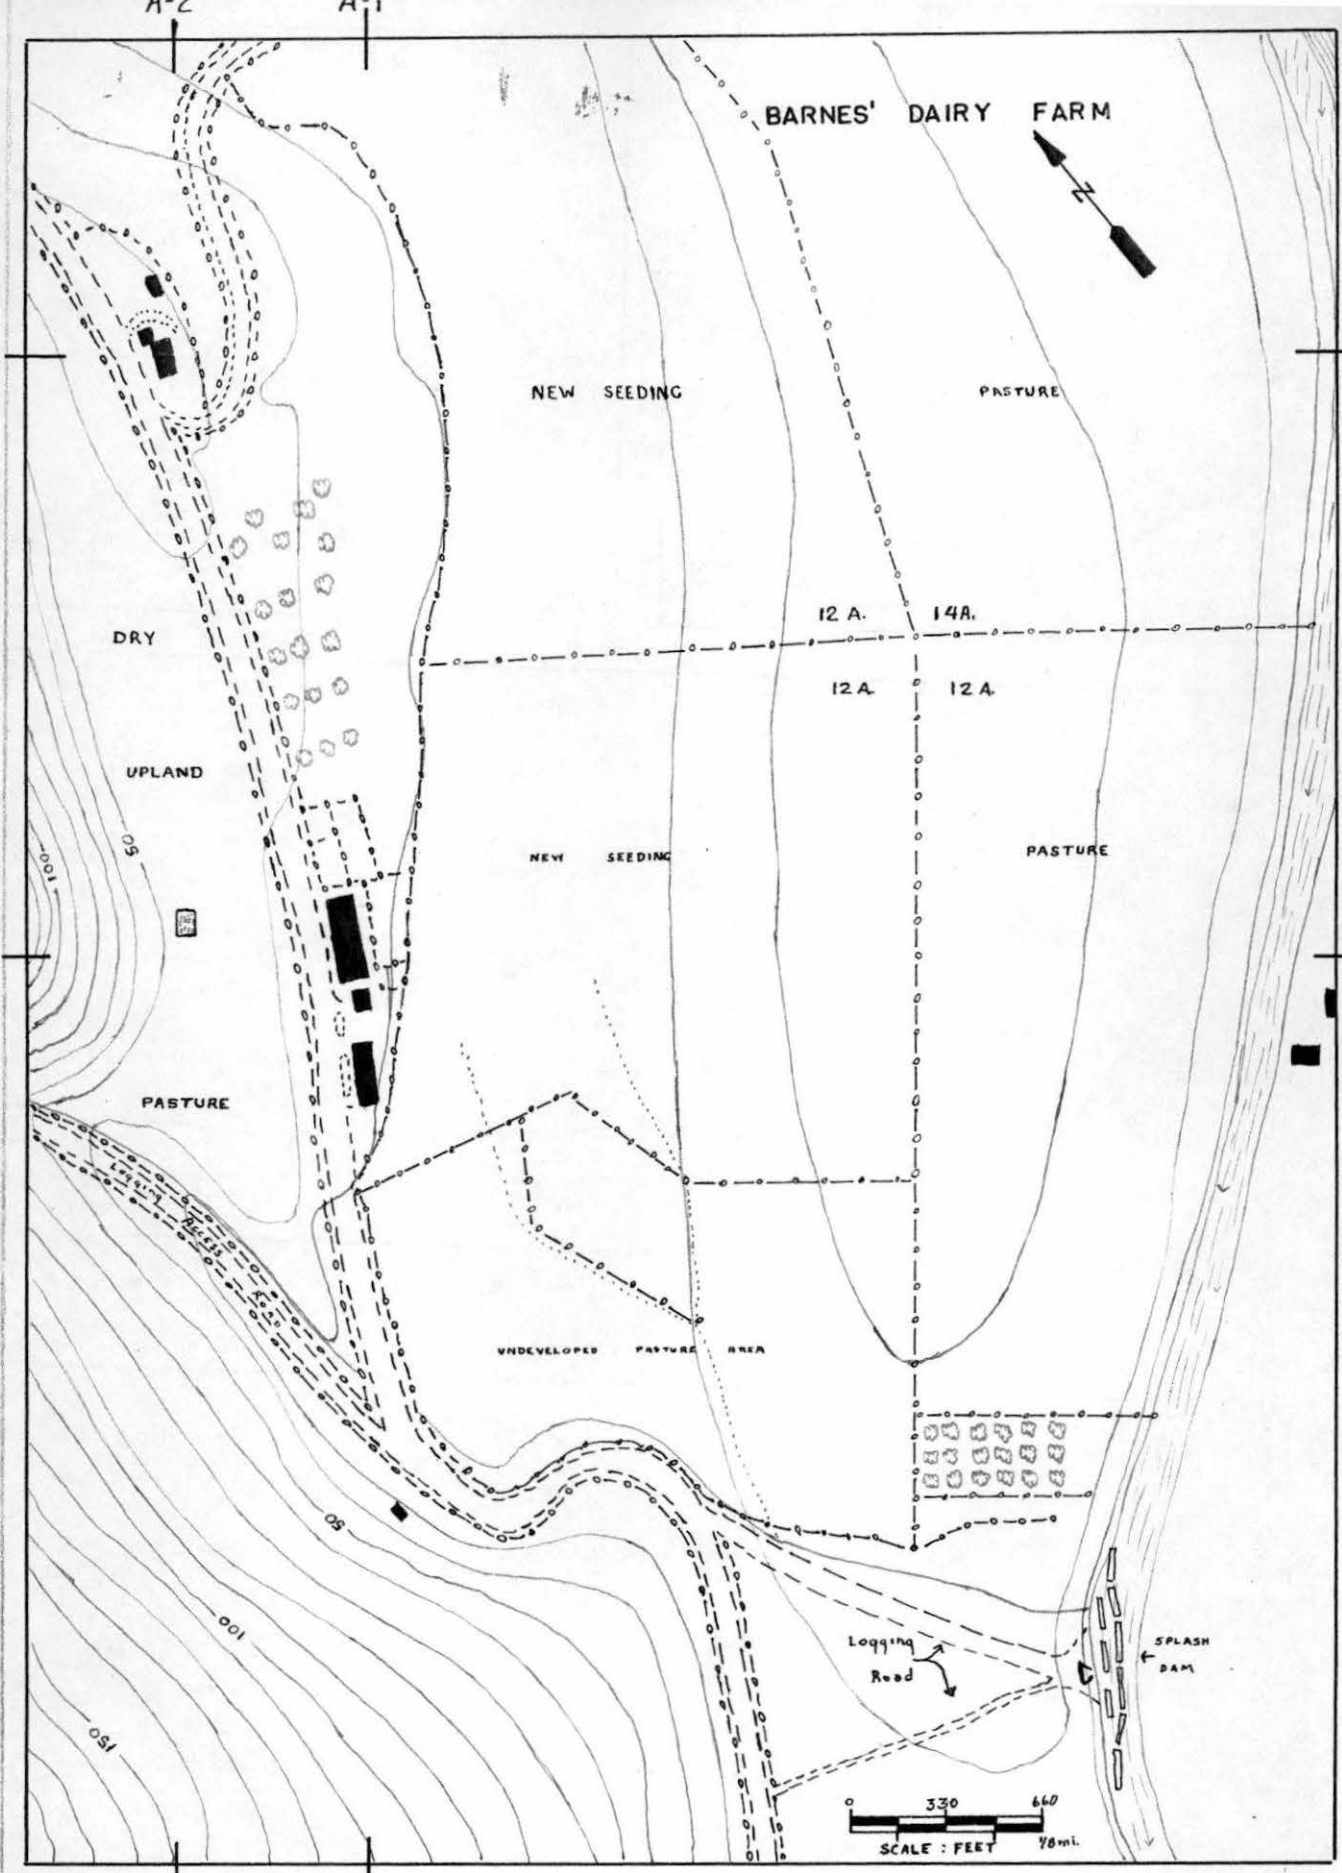 A-2 A-1
BARNES' DAIRY FARM
N
NEW SEEDING
PASTURE
12 A. 14A.
DRY
12 A. 12 A.
UPLAND
50
100
NEW SEEDING
PASTURE
PASTURE
Logging
ACCESS
ROAD
UNDEVELOPED PASTURE AREA
50
100
150
Logging
Road
SPLASH
DAM
0 330 660
SCALE : FEET 1/8 mi.